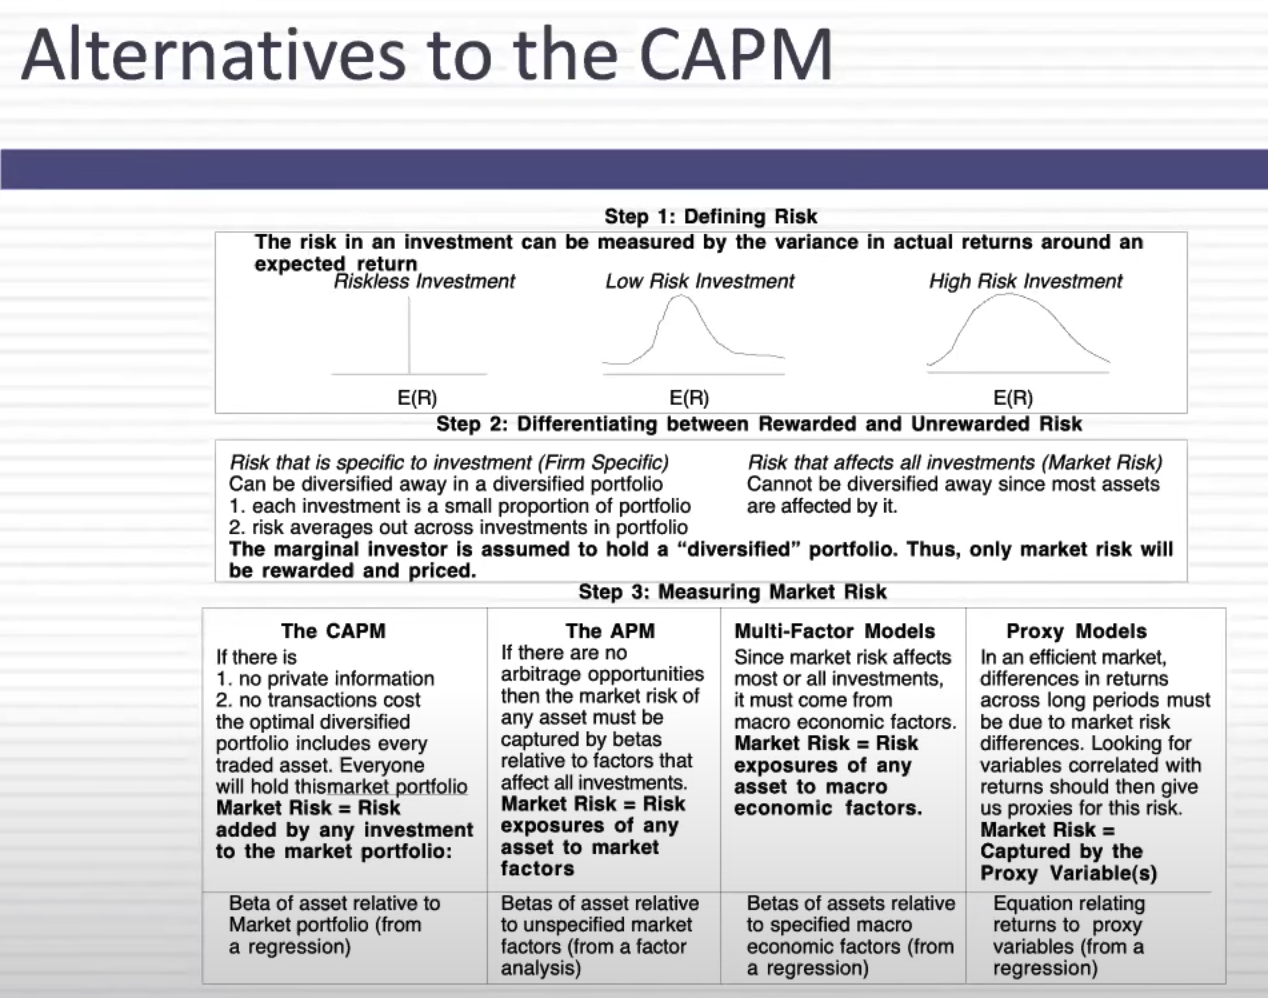 Alternatives to the CAPM
Step 1: Defining Risk
The risk in an investment can be measured by the variance in actual returns around an
expected return
Riskless Investment
Low Risk Investment
High Risk Investment
E(R)
E(R)
E(R)
Step 2: Differentiating between Rewarded and Unrewarded Risk
Risk that is specific to investment (Firm Specific)
Can be diversified away in a diversified portfolio
1. each investment is a small proportion of portfolio
2. risk averages out across investments in portfolio
Risk that affects all investments (Market Risk)
Cannot be diversified away since most assets
are affected by it.
The marginal investor is assumed to hold a “diversified” portfolio. Thus, only market risk will
be rewarded and priced.
Step 3: Measuring Market Risk
The CAPM
If there is
1. no private information
2. no transactions cost
the optimal diversified
portfolio includes every
traded asset. Everyone
will hold thismarket portfolio
Market Risk = Risk
added by any investment
to the market portfolio:
Beta of asset relative to
Market portfolio (from
a regression)
The APM
If there are no
arbitrage opportunities
then the market risk of
any asset must be
captured by betas
relative to factors that
affect all investments.
Market Risk = Risk
exposures of any
asset to market
factors
Betas of asset relative
to unspecified market
factors (from a factor
analysis)
Multi-Factor Models
Since market risk affects
most or all investments,
it must come from
macro economic factors.
Market Risk = Risk
exposures of any
asset to macro
economic factors.
Betas of assets relative
to specified macro
economic factors (from
a regression)
Proxy Models
In an efficient market,
differences in returns
across long periods must
be due to market risk
differences. Looking for
variables correlated with
returns should then give
us proxies for this risk.
Market Risk =
Captured by the
Proxy Variable(s)
Equation relating
returns to proxy
variables (from a
regression)